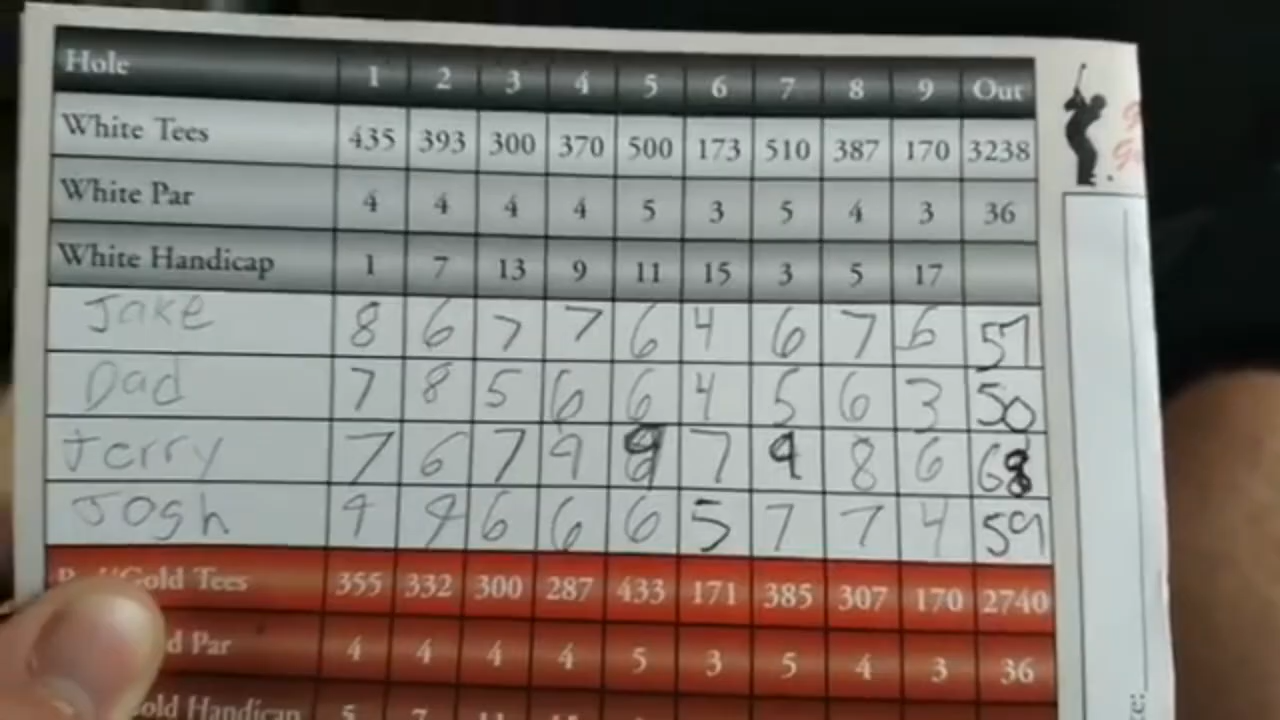 Hole 1 2 3 4 5 6 7 8 9 Out
White Tees 435 393 300 370 500 173 510 387 170 3238
White Par 4 4 4 4 5 3 5 4 3 36
White Handicap 1 7 13 9 11 15 3 5 17
Jake 8 6 7 7 6 4 6 7 6 57
Dad 7 8 5 6 6 4 5 6 3 50
Jerry 7 6 7 9 9 7 9 8 6 68
Josh 9 9 6 6 6 5 7 7 4 59
Gold Tees 355 332 300 287 433 171 385 307 170 2740
Par 4 4 4 4 5 3 5 4 3 36
Handicap